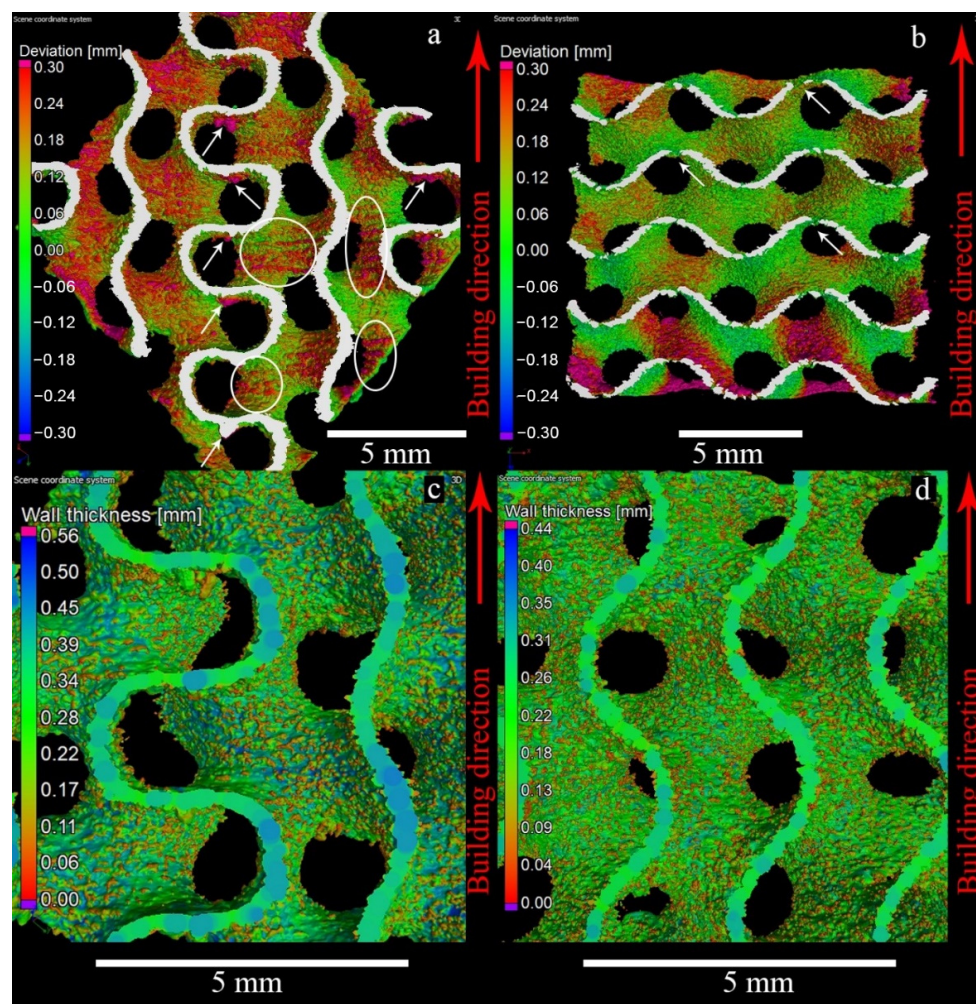 Scene coordinate system
3D
a
Deviation [mm]
0.30
0.24
0.18
0.12
0.06
0.00
−0.06
−0.12
−0.18
−0.24
−0.30
Building direction
5 mm
Scene coordinate system
b
Deviation [mm]
0.30
0.24
0.18
0.12
0.06
0.00
−0.06
−0.12
−0.18
−0.24
−0.30
Building direction
5 mm
Scene coordinate system
3D
c
Wall thickness [mm]
0.56
0.50
0.45
0.39
0.34
0.28
0.22
0.17
0.11
0.06
0.00
Building direction
5 mm
Scene coordinate system
d
Wall thickness [mm]
0.44
0.40
0.35
0.31
0.26
0.22
0.18
0.13
0.09
0.04
0.00
Building direction
5 mm